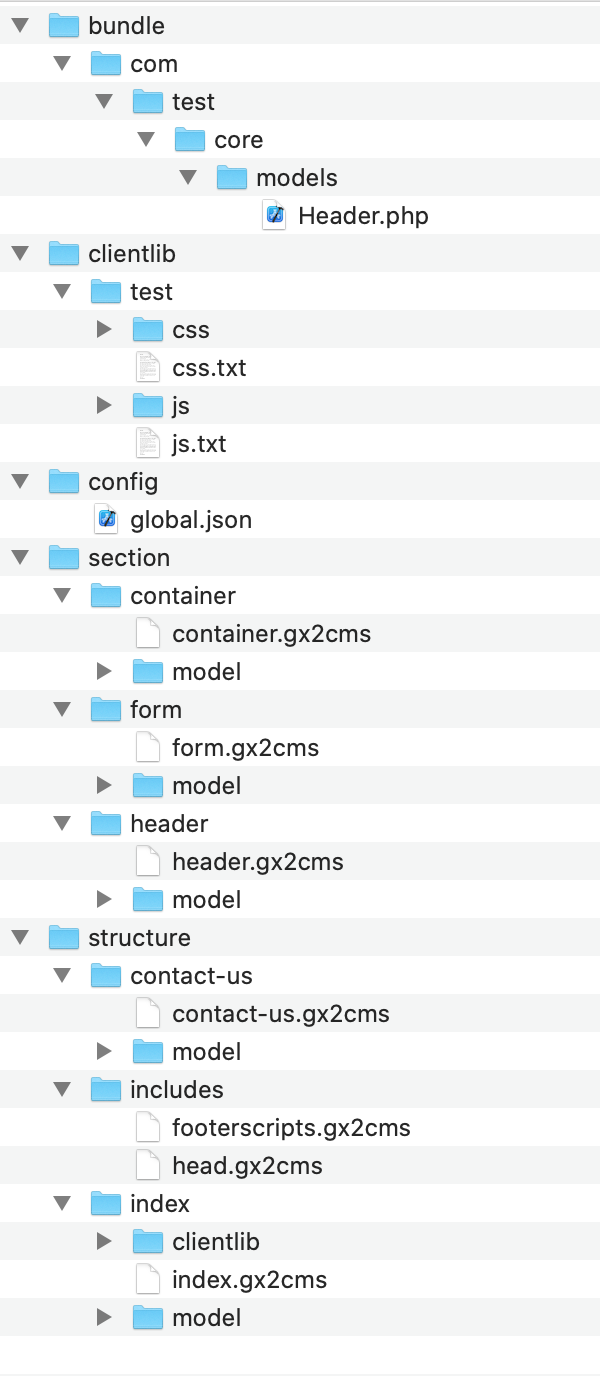 bundle
com
test
core
models
Header.php
clientlib
test
css
css.txt
js
js.txt
config
global.json
section
container
container.gx2cms
model
form
form.gx2cms
model
header
header.gx2cms
model
structure
contact-us
contact-us.gx2cms
model
includes
footerscripts.gx2cms
head.gx2cms
index
clientlib
index.gx2cms
model